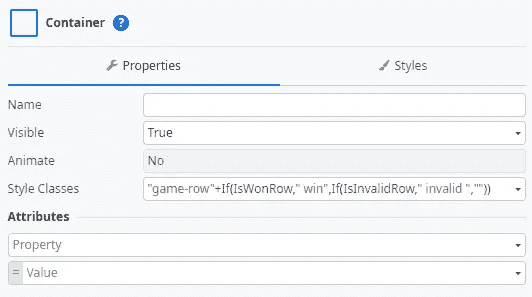 Container ?
Properties
Styles
Name
Visible True
Animate No
Style Classes "game-row"+If(IsWonRow," win",If(IsInvalidRow," invalid ",""))
Attributes
Property
= Value